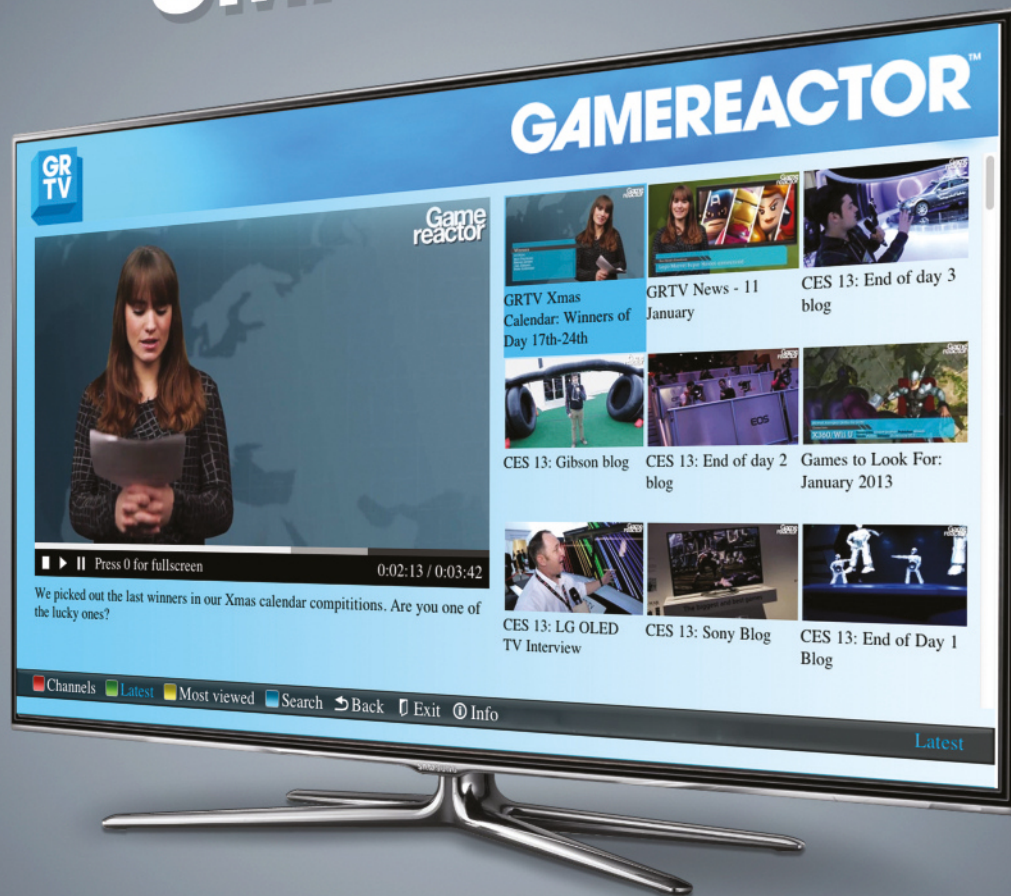 GAMEREACTOR™
GR
TV
Game
reactor
Press 0 for fullscreen
0:02:13 / 0:03:42
We picked out the last winners in our Xmas calendar compititions. Are you one of
the lucky ones?
GRTV Xmas
Calendar: Winners of
Day 17th-24th
GRTV News - 11
January
CES 13: End of day 3
blog
CES 13: Gibson blog
EOS
CES 13: End of day 2
blog
X360/Wii U
Games to Look For:
January 2013
CES 13: LG OLED
TV Interview
CES 13: Sony Blog
CES 13: End of Day 1
Blog
Channels Latest Most viewed Search Back Exit Info
Latest
SAMSUNG